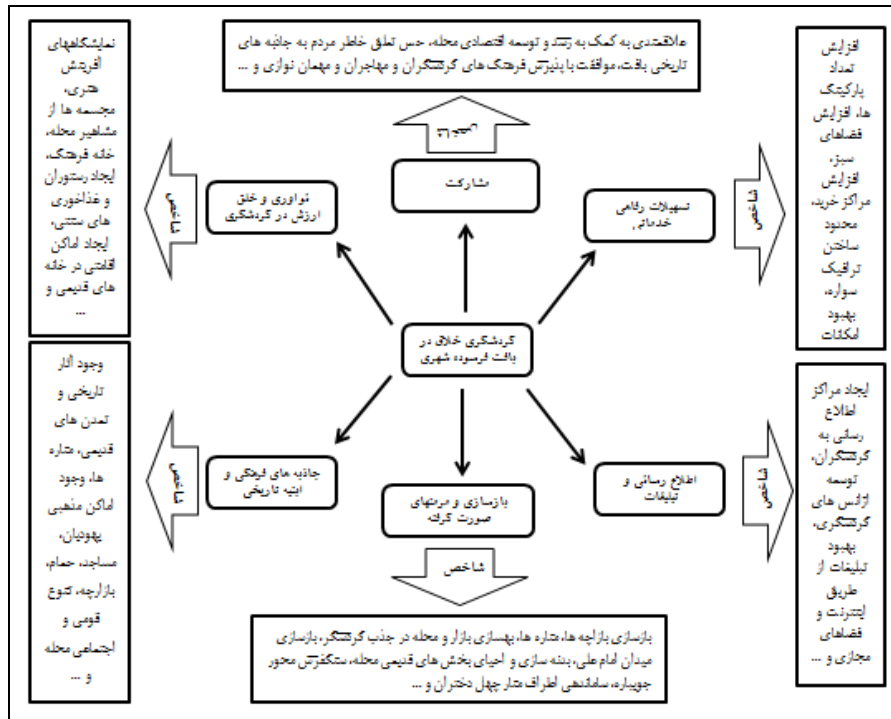 علاقمندی به کمک به رشد و توسعه اقتصادی محله، حس تعلق خاطر مردم به جاذبه های
تاریخی بافت، موافقت با پذیرش فرهنگ های گردشگران و مهاجران و مهمان نوازی و ...
افزایش
تعداد
پارکینگ
ها، افزایش
فضاهای
سبز،
افزایش
مراکز خرید،
محدود
ساختن
ترافیک
سواره،
بهبود
امکانات
نمایشگاههای
آفرینش
هنری،
مجسمه ها از
مشاهیر محله،
خانه فرهنگ،
ایجاد رستوران
و غذاخوری
های سنتی،
ایجاد اماکن
اقامتی در خانه
های قدیمی و
...
شاخص
شاخص
شاخص
مشارکت
تسهیلات رفاهی
خدماتی
نوآوری و خلق
ارزش در گردشگری
گردشگری خلاق در
بافت فرسوده شهری
اطلاع رسانی و
تبلیغات
بازسازی و مرمتهای
صورت گرفته
جاذبه های فرهنگی و
ابنیه تاریخی
شاخص
شاخص
شاخص
ایجاد مراکز
اطلاع
رسانی به
گردشگران،
توسعه
آژانس های
گردشگری،
بهبود
تبلیغات از
طریق
اینترنت و
فضاهای
مجازی و ...
وجود آثار
تاریخی و
تمدن های
قدیمی، مناره
ها، وجود
اماکن مذهبی
یهودیان،
مساجد، حمام،
بازارچه، تنوع
قومی و
اجتماعی محله
و ...
بازسازی بازاچه ها، مناره ها، بهسازی بازار و محله در جذب گردشگر، بازسازی
میدان امام علی، بدنه سازی و احیای بخش های قدیمی محله، سنگفرش محور
جویباره، ساماندهی اطراف منار چهل دختران و ...